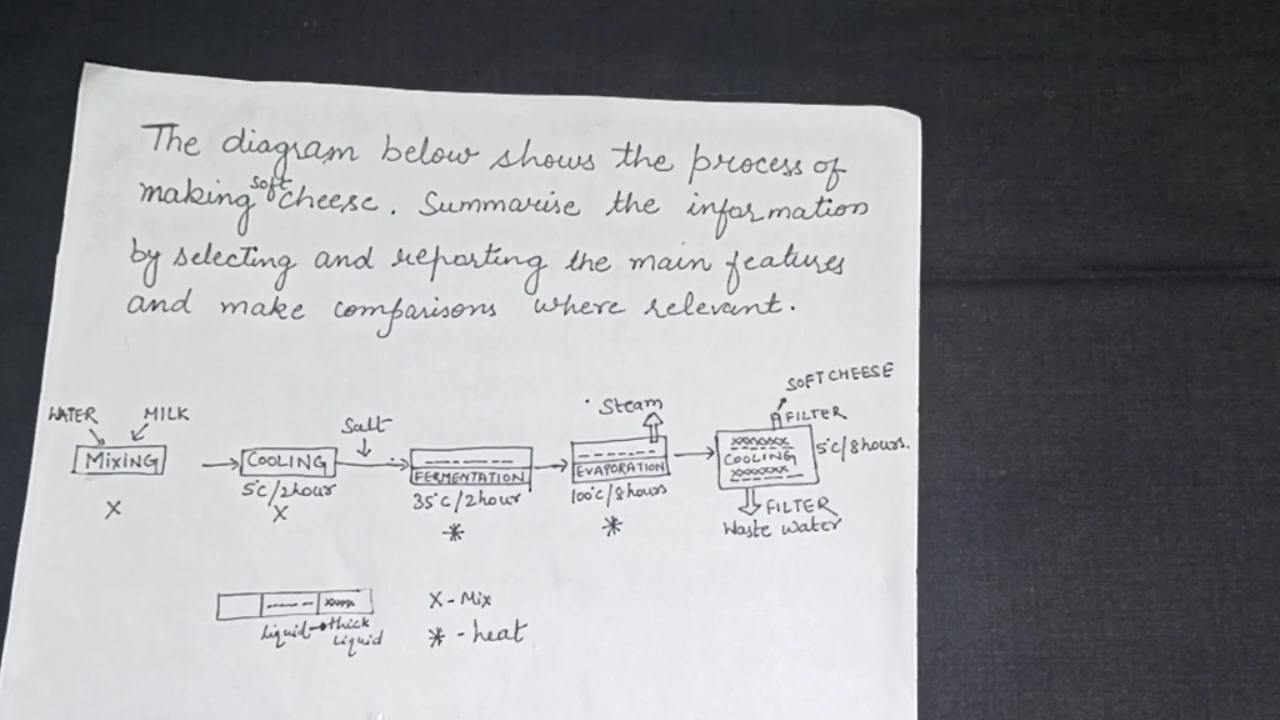 The diagram below shows the process of
making soft cheese. Summarise the information
by selecting and reporting the main features
and make comparisons where relevant.
SOFT CHEESE
WATER MILK Salt Steam FILTER
MIXING COOLING FERMENTATION EVAPORATION COOLING 5°C/8hours.
5°C/2hour 35°C/2hour 100°C/8hours
X X * * FILTER
Waste water
X - Mix
liquid → thick liquid
* - heat